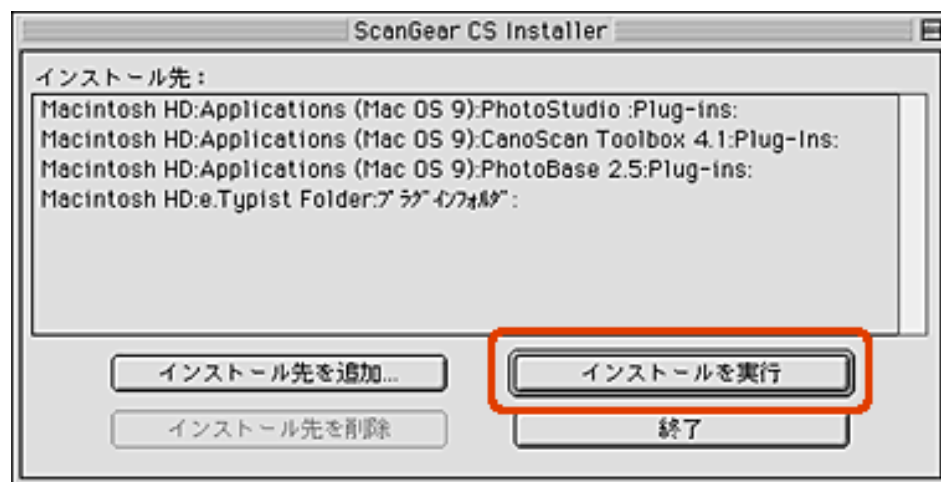 ScanGear CS Installer
インストール先：
Macintosh HD:Applications (Mac OS 9):PhotoStudio :Plug-ins:
Macintosh HD:Applications (Mac OS 9):CanoScan Toolbox 4.1:Plug-Ins:
Macintosh HD:Applications (Mac OS 9):PhotoBase 2.5:Plug-ins:
Macintosh HD:e.Typist Folder:ﾌﾟﾗｸﾞｲﾝﾌｫﾙﾀﾞ:
インストール先を追加... インストールを実行
インストール先を削除 終了